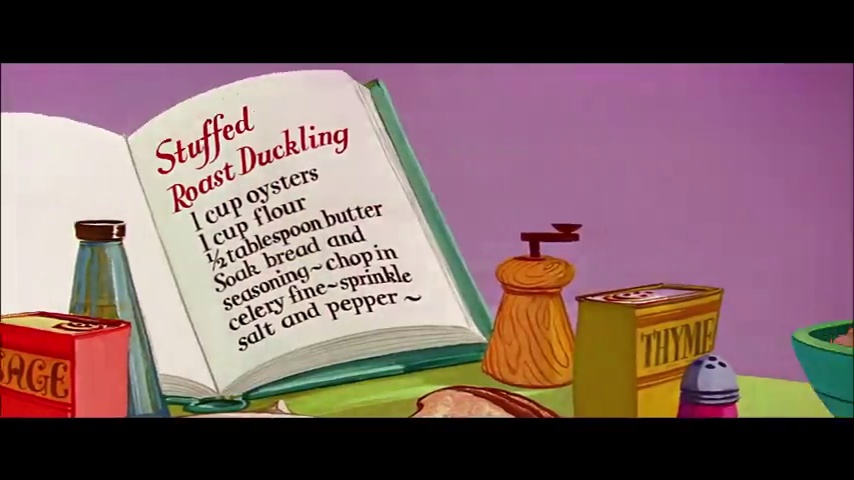 Stuffed
Roast Duckling
1 cup oysters
1 cup flour
½ tablespoon butter
Soak bread and
seasoning~chop in
celery fine~sprinkle
salt and pepper~
SAGE
THYME